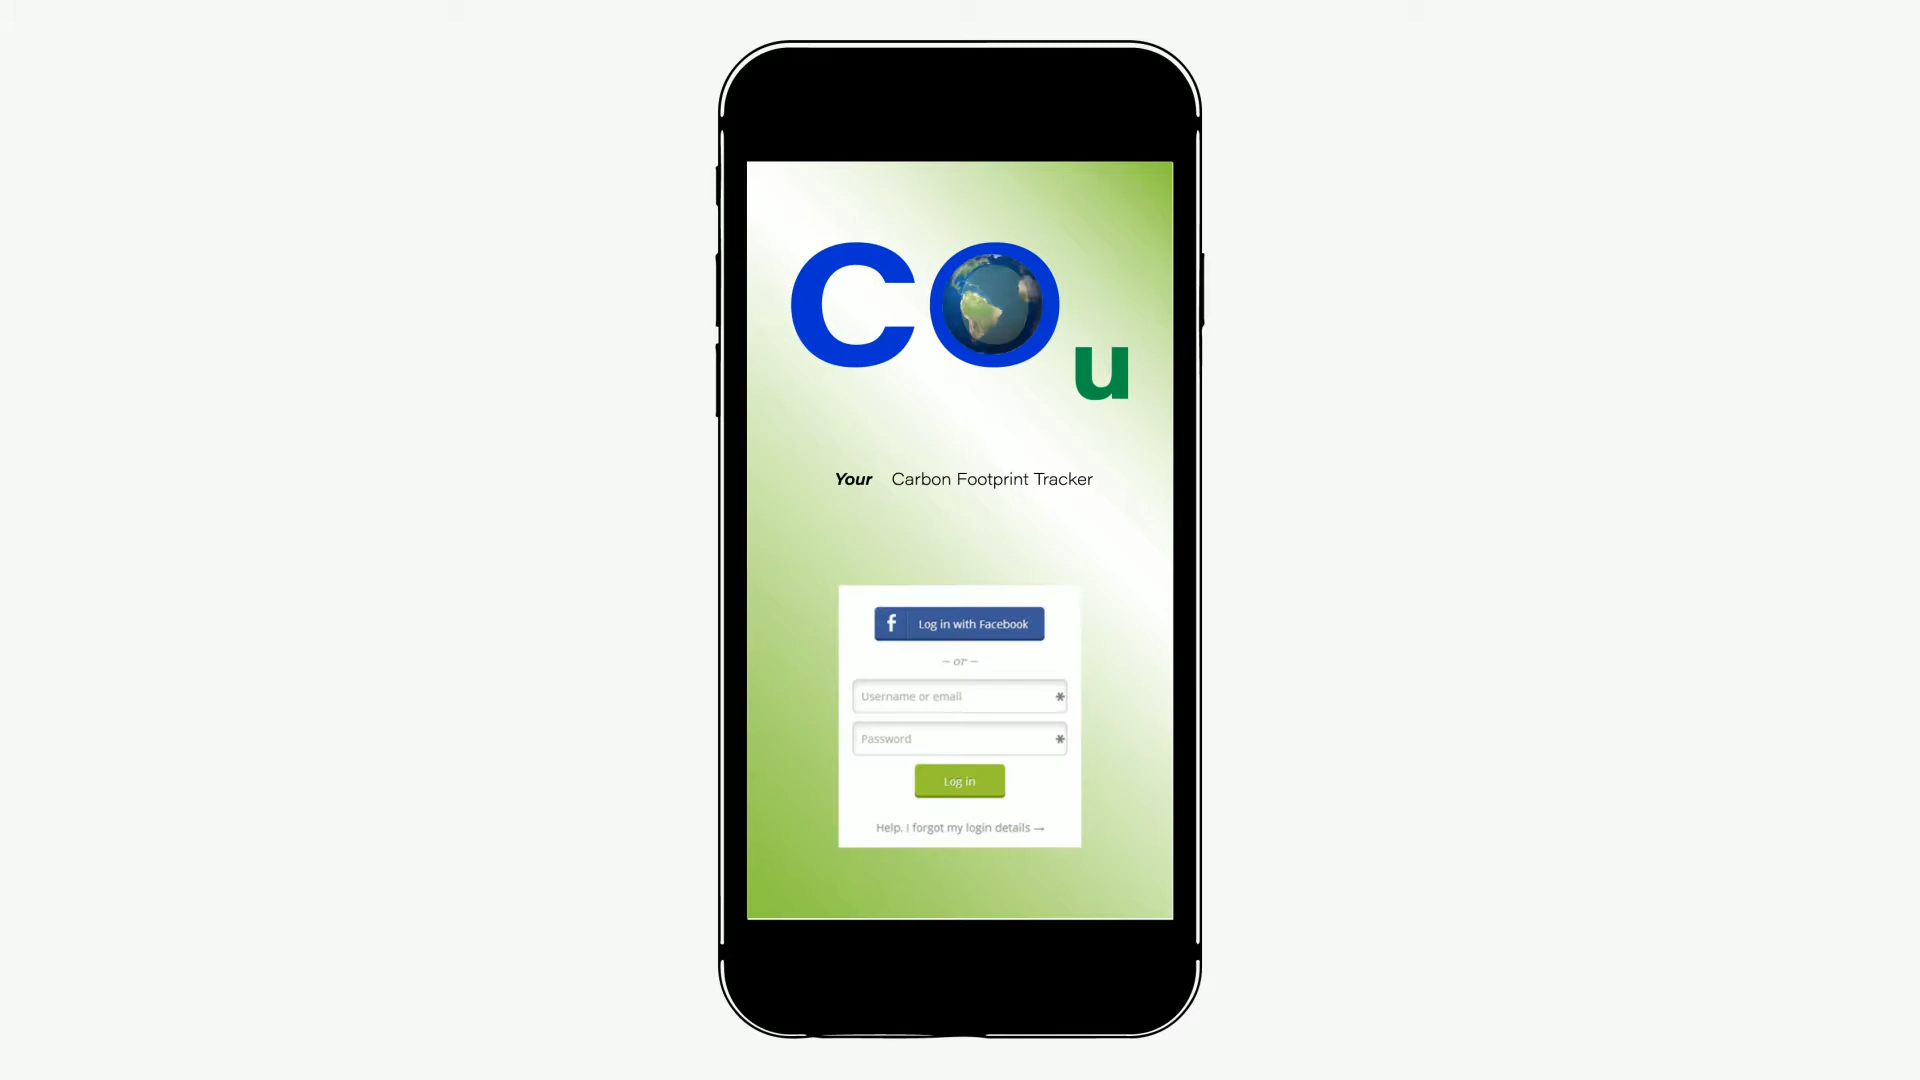 CO u
Your Carbon Footprint Tracker
f Log in with Facebook
– or –
Username or email *
Password *
Log in
Help. I forgot my login details →